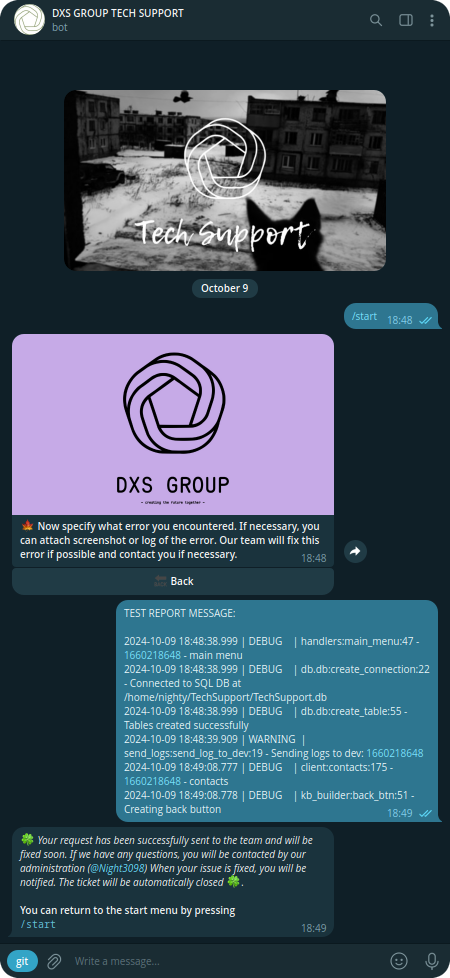 DXS GROUP TECH SUPPORT
bot
Tech Support
October 9
/start 18:48
DXS GROUP
- creating the future together -
🍁 Now specify what error you encountered. If necessary, you
can attach screenshot or log of the error. Our team will fix this
error if possible and contact you if necessary.
18:48
Back
TEST REPORT MESSAGE:
2024-10-09 18:48:38.999 | DEBUG | handlers:main_menu:47 -
1660218648 - main menu
2024-10-09 18:48:38.999 | DEBUG | db.db:create_connection:22
- Connected to SQL DB at
/home/nighty/TechSupport/TechSupport.db
2024-10-09 18:48:38.999 | DEBUG | db.db:create_table:55 -
Tables created successfully
2024-10-09 18:48:39.909 | WARNING |
send_logs:send_log_to_dev:19 - Sending logs to dev: 1660218648
2024-10-09 18:49:08.777 | DEBUG | client:contacts:175 -
1660218648 - contacts
2024-10-09 18:49:08.778 | DEBUG | kb_builder:back_btn:51 -
Creating back button
18:49
🍀 Your request has been successfully sent to the team and will be
fixed soon. If we have any questions, you will be contacted by our
administration (@Night3098) When your issue is fixed, you will be
notified. The ticket will be automatically closed 🍀.
You can return to the start menu by pressing
/start
18:49
git Write a message...